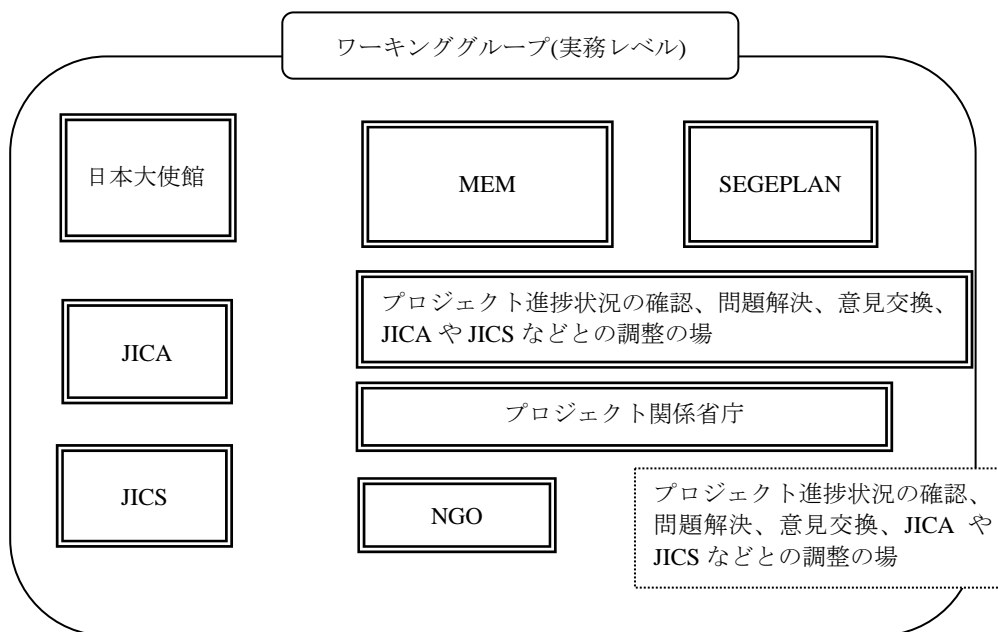 ワーキンググループ(実務レベル)
日本大使館
MEM
SEGEPLAN
プロジェクト進捗状況の確認、問題解決、意見交換、
JICA や JICS などとの調整の場
JICA
プロジェクト関係省庁
JICS
NGO
プロジェクト進捗状況の確認、
問題解決、意見交換、JICA や
JICS などとの調整の場